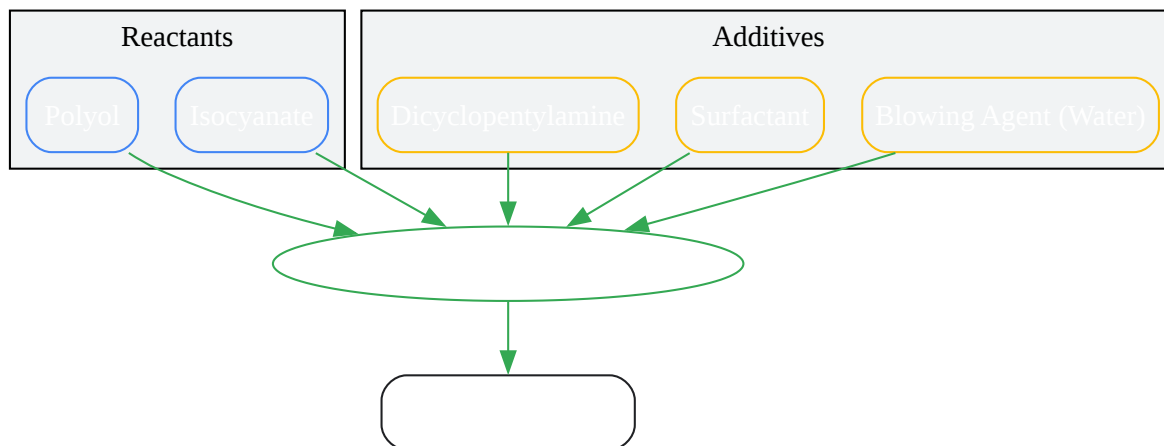 Reactants
Additives
Polyol
Isocyanate
Dicyclopentylamine
Surfactant
Blowing Agent (Water)